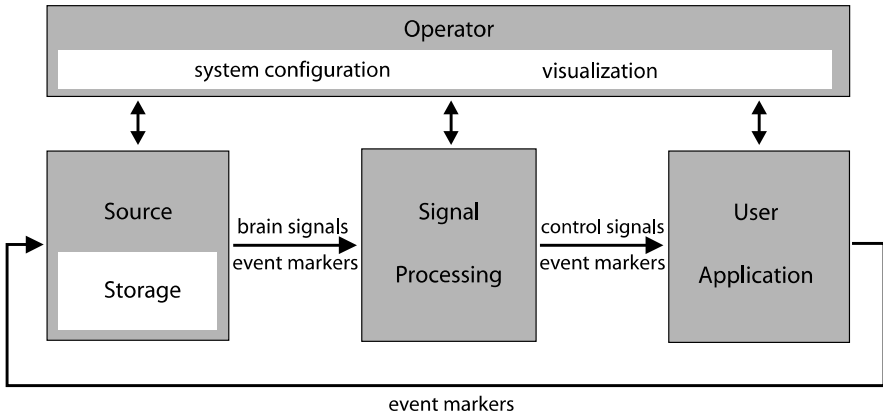 Operator
system configuration
visualization
Source
Storage
brain signals
event markers
Signal
Processing
control signals
event markers
User
Application
event markers